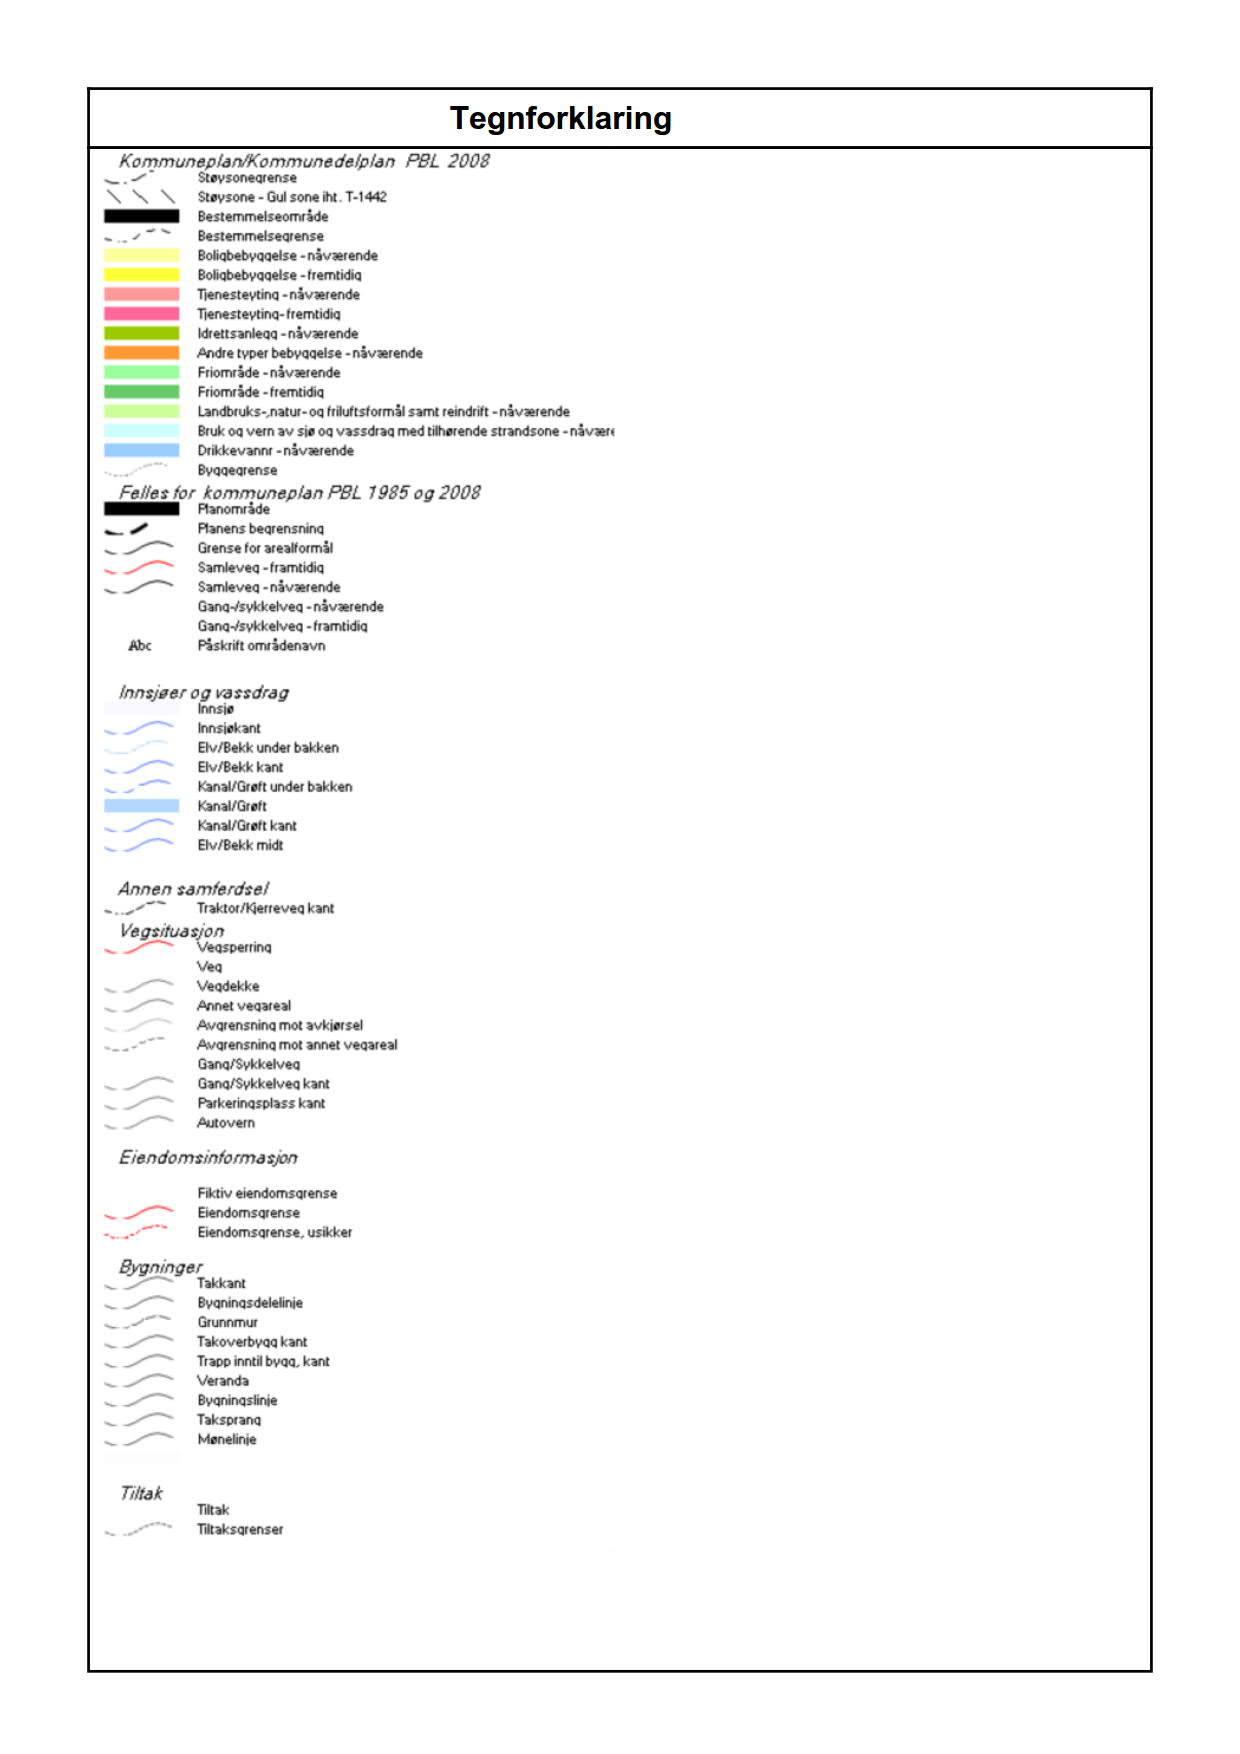 Tegnforklaring
Kommuneplan/Kommunedelplan PBL 2008
Støysonegrense
Støysone - Gul sone iht. T-1442
Bestemmelseområde
Bestemmelsegrense
Boligbebyggelse - nåværende
Boligbebyggelse - fremtidig
Tjenesteyting - nåværende
Tjenesteyting- fremtidig
Idrettsanlegg - nåværende
Andre typer bebyggelse - nåværende
Friområde - nåværende
Friområde - fremtidig
Landbruks-,natur- og friluftsformål samt reindrift - nåværende
Bruk og vern av sjø og vassdrag med tilhørende strandsone - nåvære
Drikkevannr - nåværende
Byggegrense
Felles for kommuneplan PBL 1985 og 2008
Planområde
Planens begrensning
Grense for arealformål
Samleveg - framtidig
Samleveg - nåværende
Gang-/sykkelveg - nåværende
Gang-/sykkelveg - framtidig
Abc Påskrift områdenavn
Innsjøer og vassdrag
Innsjø
Innsjøkant
Elv/Bekk under bakken
Elv/Bekk kant
Kanal/Grøft under bakken
Kanal/Grøft
Kanal/Grøft kant
Elv/Bekk midt
Annen samferdsel
Traktor/Kjerreveg kant
Vegsituasjon
Vegsperring
Veg
Vegdekke
Annet vegareal
Avgrensning mot avkjørsel
Avgrensning mot annet vegareal
Gang/Sykkelveg
Gang/Sykkelveg kant
Parkeringsplass kant
Autovern
Eiendomsinformasjon
Fiktiv eiendomsgrense
Eiendomsgrense
Eiendomsgrense, usikker
Bygninger
Takkant
Bygningsdelelinje
Grunnmur
Takoverbygg kant
Trapp inntil bygg, kant
Veranda
Bygningslinje
Taksprang
Mønelinje
Tiltak
Tiltak
Tiltaksgrenser